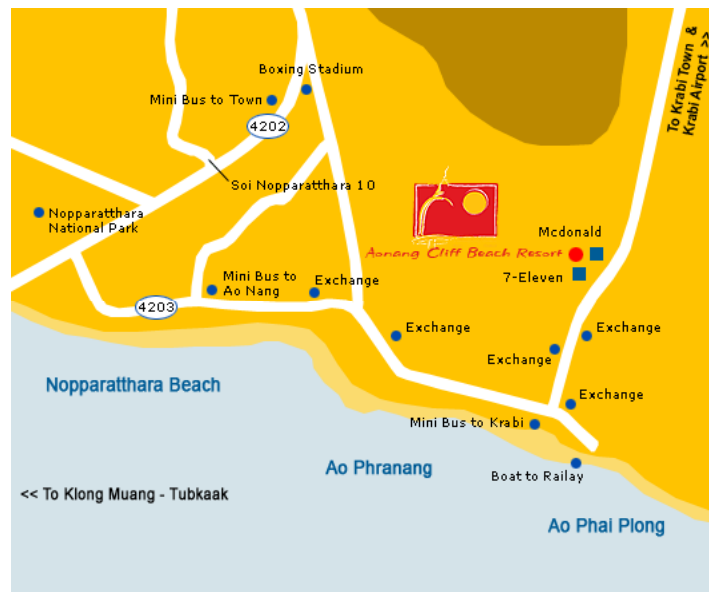 To Krabi Town &
Krabi Airport >>
Boxing Stadium
Mini Bus to Town
4202
Soi Nopparatthara 10
Nopparatthara
National Park
Mcdonald
Aonang Cliff Beach Resort
7-Eleven
Mini Bus to
Ao Nang
Exchange
4203
Exchange
Exchange
Exchange
Nopparatthara Beach
Exchange
Mini Bus to Krabi
Ao Phranang
Boat to Railay
<< To Klong Muang - Tubkaak
Ao Phai Plong